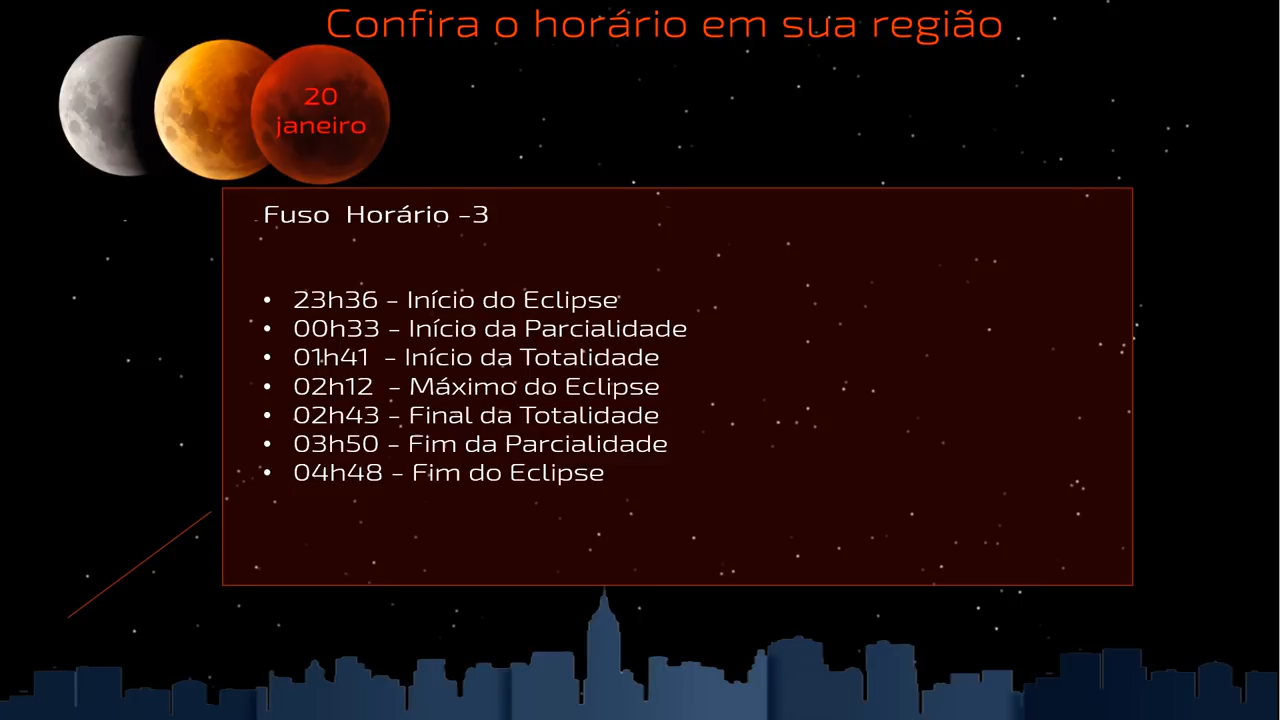 Confira o horário em sua região
20
janeiro
Fuso Horário -3
• 23h36 - Início do Eclipse
• 00h33 - Início da Parcialidade
• 01h41 - Início da Totalidade
• 02h12 - Máximo do Eclipse
• 02h43 - Final da Totalidade
• 03h50 - Fim da Parcialidade
• 04h48 - Fim do Eclipse